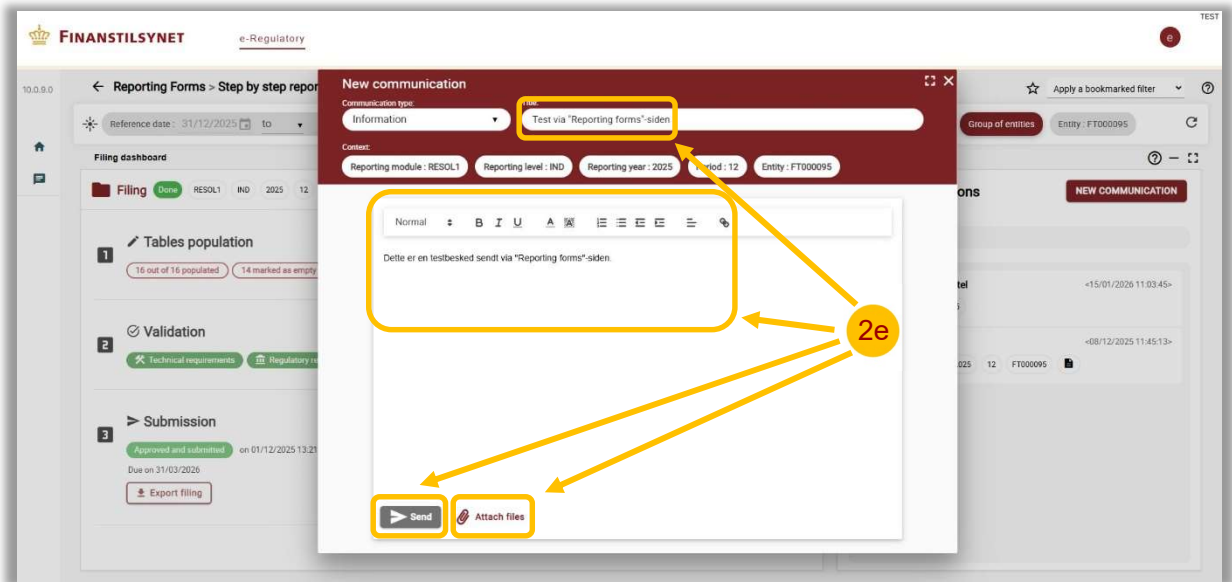 TEST
FINANSTILSYNET
e-Regulatory
e
10.0.9.0
Reporting Forms > Step by step repor
Apply a bookmarked filter
Reference date : 31/12/2025 to
Group of entities
Entity : FT000095
Filing dashboard
Filing Done RESOL1 IND 2025 12
1 Tables population
16 out of 16 populated 14 marked as empty
2 Validation
Technical requirements Regulatory re
3 Submission
Approved and submitted on 01/12/2025 13:21
Due on 31/03/2026
Export filing
New communication
Communication type:
Title:
Information
Test via "Reporting forms"-siden
Context:
Reporting module : RESOL1 Reporting level : IND Reporting year : 2025 Period : 12 Entity : FT000095
Normal B I U A
Dette er en testbesked sendt via "Reporting forms"-siden.
2e
Send
Attach files
ons
NEW COMMUNICATION
tel <15/01/2026 11:03:45>
<08/12/2025 11:45:13>
025 12 FT000095